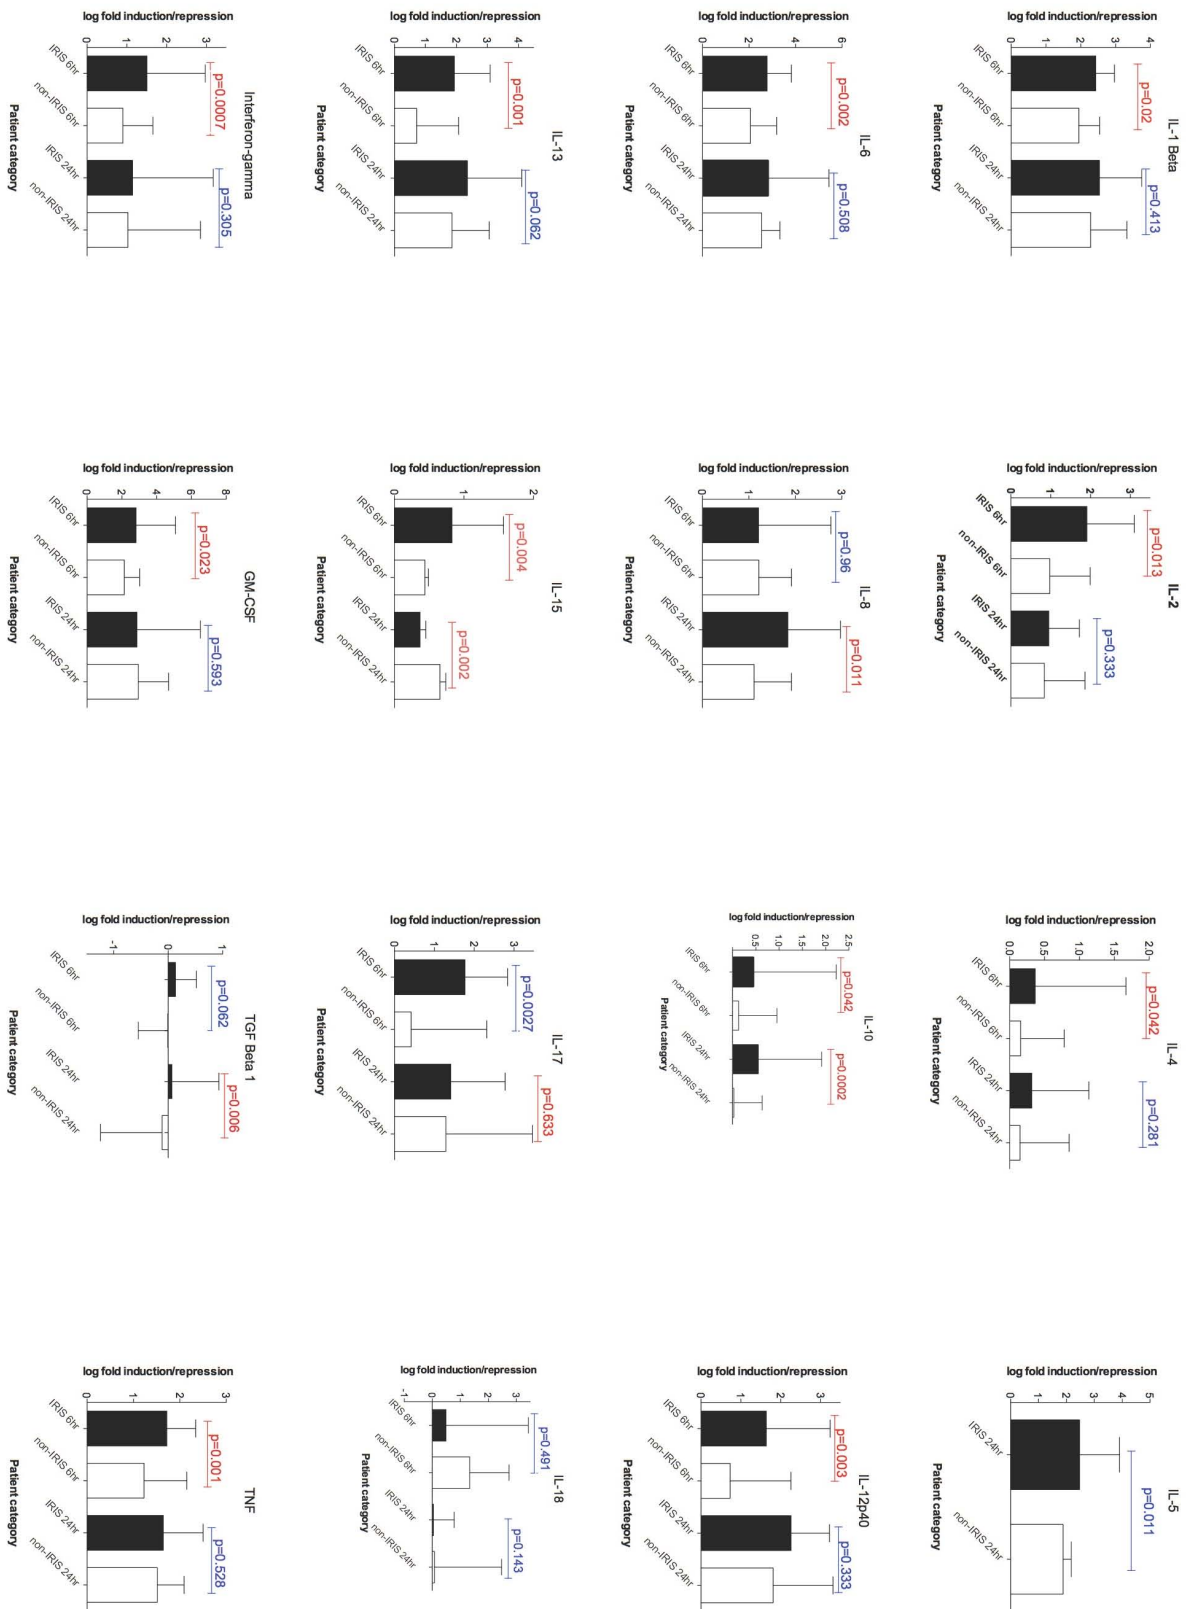 IL-1 Beta
log fold induction/repression
4
3
2
1
0
p=0.02
p=0.413
IRIS 6hr
non-IRIS 6hr
IRIS 24hr
non-IRIS 24hr
Patient category
IL-2
log fold induction/repression
3
2
1
0
p=0.013
p=0.333
IRIS 6hr
non-IRIS 6hr
IRIS 24hr
non-IRIS 24hr
Patient category
IL-4
log fold induction/repression
2.0
1.5
1.0
0.5
0.0
p=0.042
p=0.281
IRIS 6hr
non-IRIS 6hr
IRIS 24hr
non-IRIS 24hr
Patient category
IL-5
log fold induction/repression
5
4
3
2
1
0
p=0.011
IRIS 24hr
non-IRIS 24hr
Patient category
IL-6
log fold induction/repression
6
4
2
0
p=0.002
p=0.508
IRIS 6hr
non-IRIS 6hr
IRIS 24hr
non-IRIS 24hr
Patient category
IL-8
log fold induction/repression
3
2
1
0
p=0.96
p=0.011
IRIS 6hr
non-IRIS 6hr
IRIS 24hr
non-IRIS 24hr
Patient category
IL-10
log fold induction/repression
2.5
2.0
1.5
1.0
0.5
p=0.042
p=0.0002
IRIS 6hr
non-IRIS 6hr
IRIS 24hr
non-IRIS 24hr
Patient category
IL-12p40
log fold induction/repression
3
2
1
0
p=0.003
p=0.333
IRIS 6hr
non-IRIS 6hr
IRIS 24hr
non-IRIS 24hr
Patient category
IL-13
log fold induction/repression
4
3
2
1
0
p=0.001
p=0.062
IRIS 6hr
non-IRIS 6hr
IRIS 24hr
non-IRIS 24hr
Patient category
IL-15
log fold induction/repression
2
1
0
p=0.004
p=0.002
IRIS 6hr
non-IRIS 6hr
IRIS 24hr
non-IRIS 24hr
Patient category
IL-17
log fold induction/repression
3
2
1
0
p=0.0027
p=0.633
IRIS 6hr
non-IRIS 6hr
IRIS 24hr
non-IRIS 24hr
Patient category
IL-18
log fold induction/repression
3
2
1
0
-1
p=0.491
p=0.143
IRIS 6hr
non-IRIS 6hr
IRIS 24hr
non-IRIS 24hr
Patient category
Interferon-gamma
log fold induction/repression
3
2
1
0
p=0.0007
p=0.305
IRIS 6hr
non-IRIS 6hr
IRIS 24hr
non-IRIS 24hr
Patient category
GM-CSF
log fold induction/repression
8
6
4
2
0
p=0.023
p=0.593
IRIS 6hr
non-IRIS 6hr
IRIS 24hr
non-IRIS 24hr
Patient category
TGF Beta 1
log fold induction/repression
1
0
-1
p=0.062
p=0.006
IRIS 6hr
non-IRIS 6hr
IRIS 24hr
non-IRIS 24hr
Patient category
TNF
log fold induction/repression
3
2
1
0
p=0.001
p=0.528
IRIS 6hr
non-IRIS 6hr
IRIS 24hr
non-IRIS 24hr
Patient category